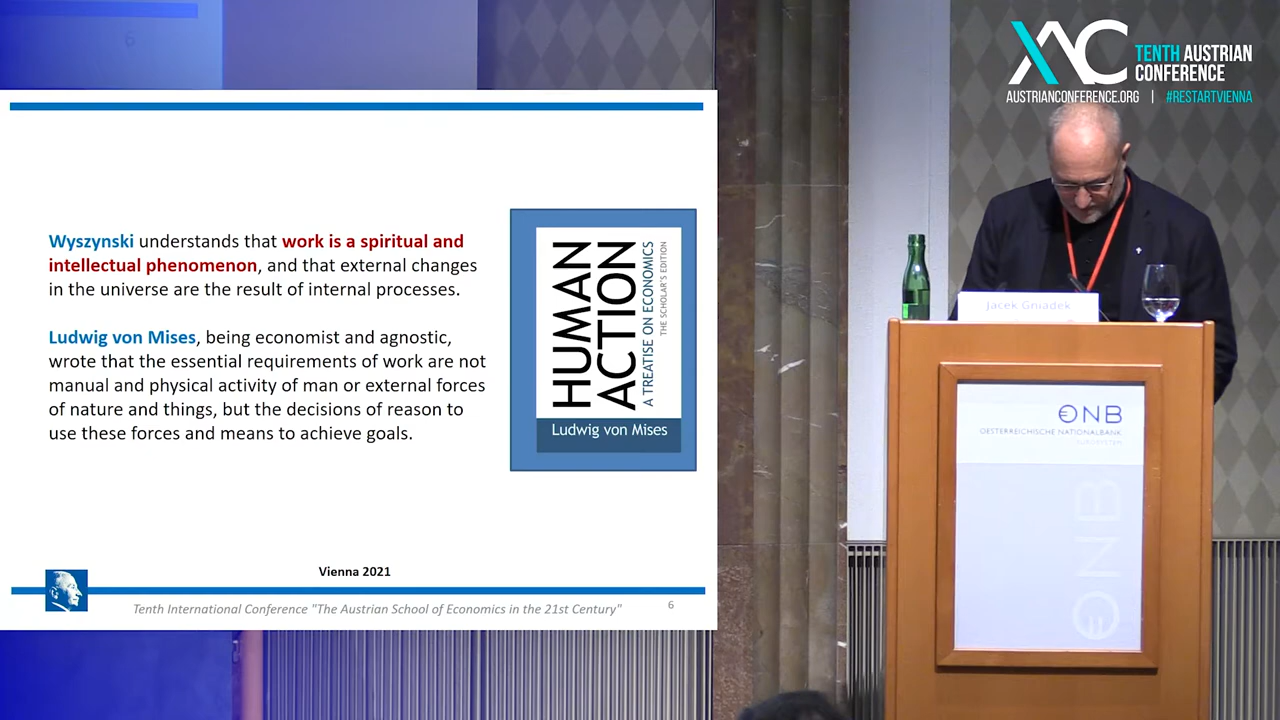 6
XAC
TENTH AUSTRIAN
CONFERENCE
AUSTRIANCONFERENCE.ORG | #RESTARTVIENNA
Wyszynski understands that work is a spiritual and
intellectual phenomenon, and that external changes
in the universe are the result of internal processes.
Ludwig von Mises, being economist and agnostic,
wrote that the essential requirements of work are not
manual and physical activity of man or external forces
of nature and things, but the decisions of reason to
use these forces and means to achieve goals.
HUMAN
ACTION
A TREATISE ON ECONOMICS
THE SCHOLAR'S EDITION
Ludwig von Mises
Vienna 2021
Tenth International Conference "The Austrian School of Economics in the 21st Century"
6
Jacek Gniadek
ONB
OESTERREICHISCHE NATIONALBANK
EUROSYSTEM
ONB